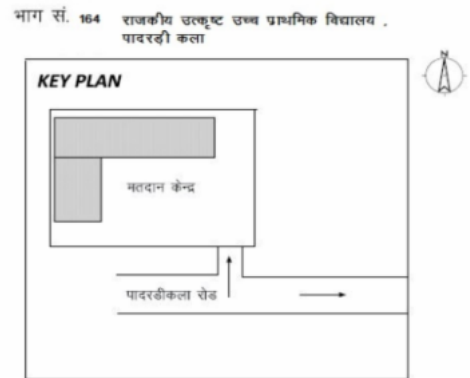 भाग सं. 164 राजकीय उत्कृष्ट उच्च प्राथमिक विद्यालय .
पादरड़ी कला
N
KEY PLAN
मतदान केन्द्र
पादरडीकला रोड